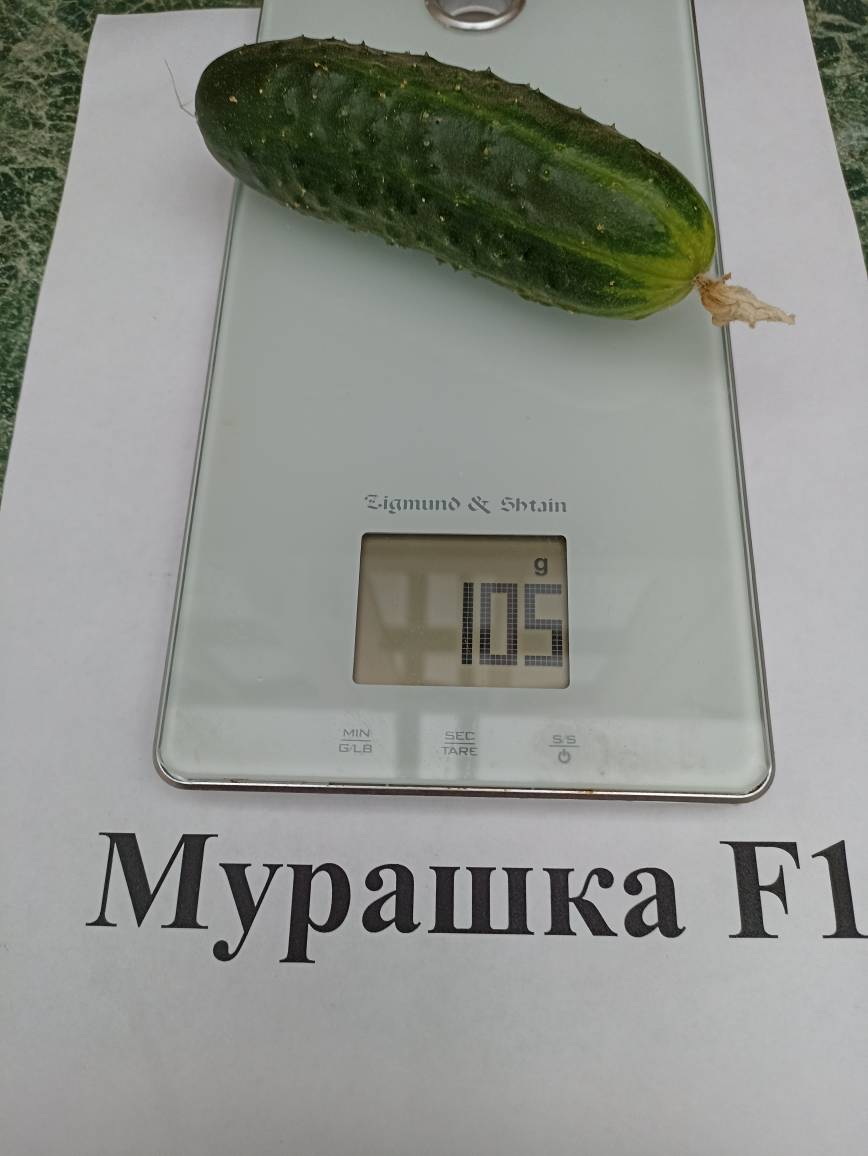 Zigmund & Shtain
g
105
MIN SEC S/S
G/LB TARE
Мурашка F1